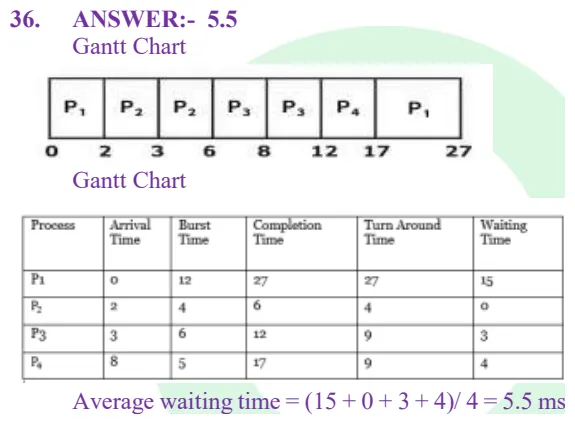 36. ANSWER:- 5.5
Gantt Chart
P₁ P₂ P₂ P₃ P₃ P₄ P₁
0 2 3 6 8 12 17 27
Gantt Chart
Process Arrival Time Burst Time Completion Time Turn Around Time Waiting Time
P1 0 12 27 27 15
P₂ 2 4 6 4 0
P3 3 6 12 9 3
P₄ 8 5 17 9 4
Average waiting time = (15 + 0 + 3 + 4)/ 4 = 5.5 ms